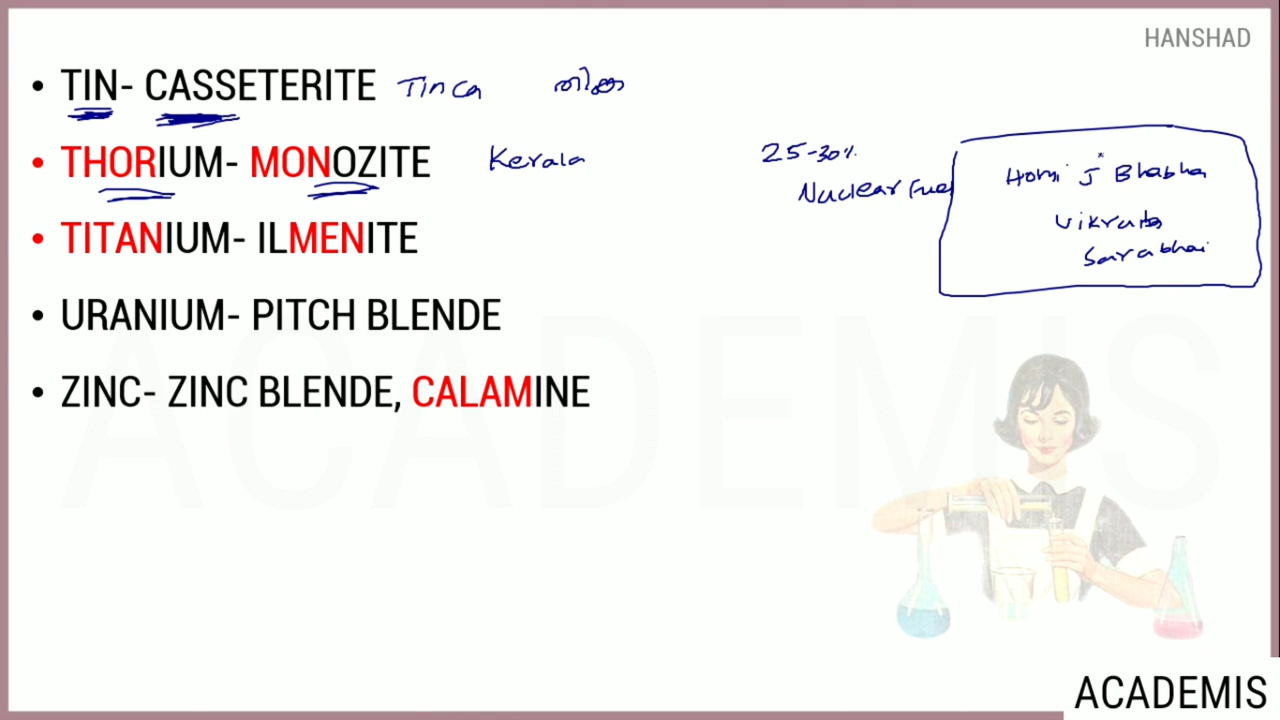 HANSHAD
• TIN- CASSETERITE Tinca തിങ്ക
• THORIUM- MONOZITE Kerala
25-30%
Nuclear Fuel
Homi J Bhabha
Vikram
Sarabhai
• TITANIUM- ILMENITE
• URANIUM- PITCH BLENDE
• ZINC- ZINC BLENDE, CALAMINE
ACADEMIS
ACADEMIS